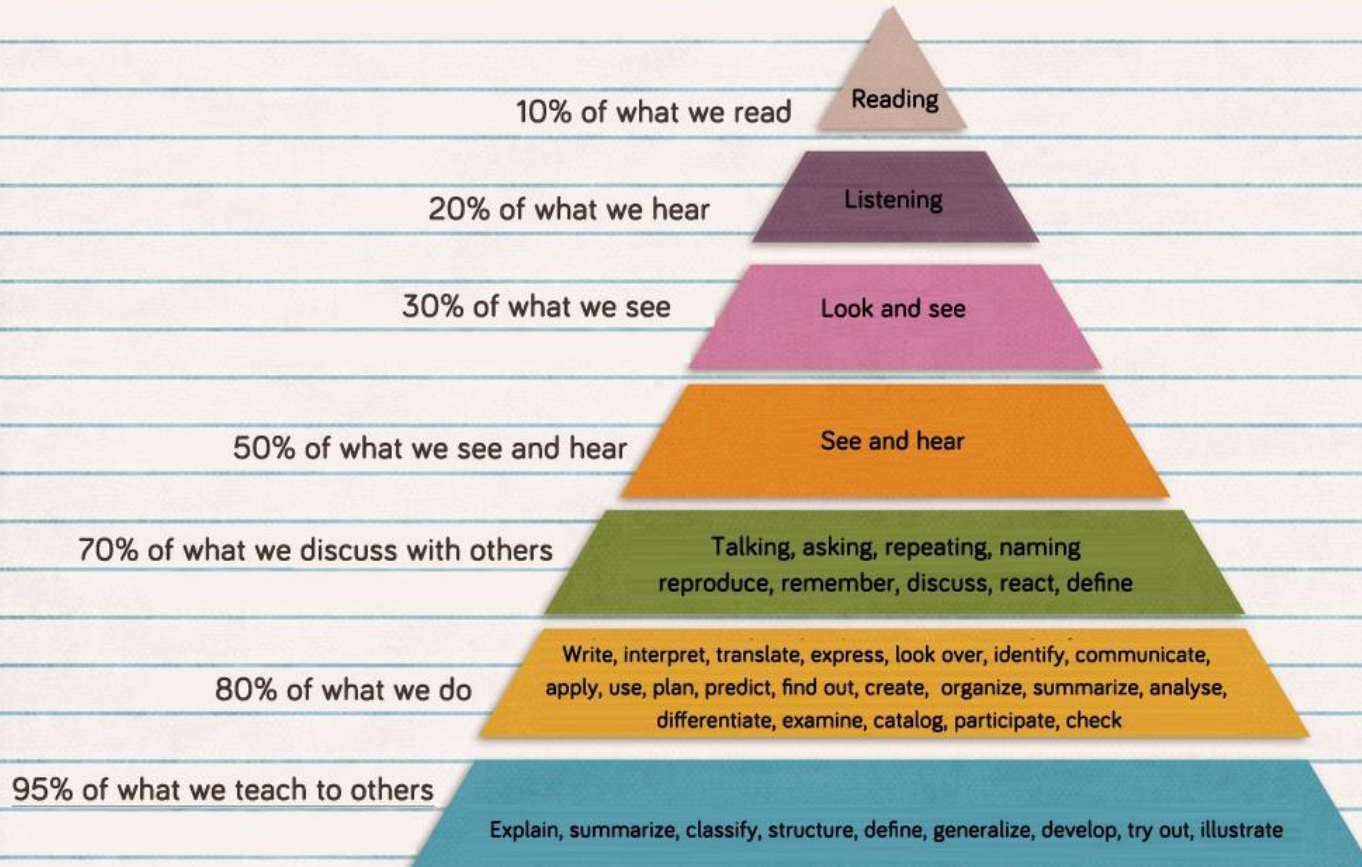 10% of what we read
Reading
20% of what we hear
Listening
30% of what we see
Look and see
50% of what we see and hear
See and hear
70% of what we discuss with others
Talking, asking, repeating, naming
reproduce, remember, discuss, react, define
80% of what we do
Write, interpret, translate, express, look over, identify, communicate,
apply, use, plan, predict, find out, create, organize, summarize, analyse,
differentiate, examine, catalog, participate, check
95% of what we teach to others
Explain, summarize, classify, structure, define, generalize, develop, try out, illustrate